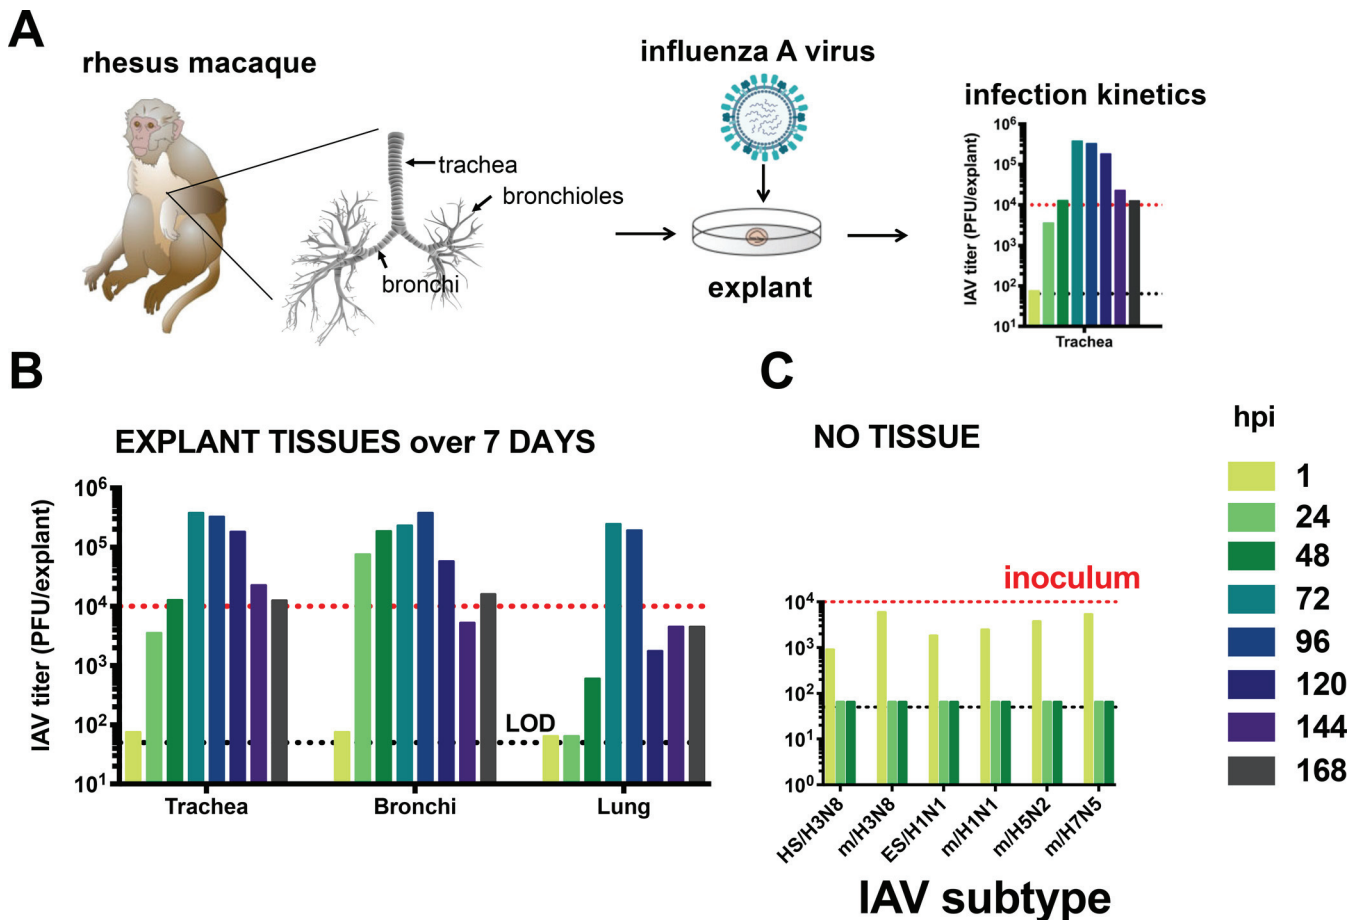 A
rhesus macaque
trachea
bronchioles
bronchi
influenza A virus
explant
infection kinetics
IAV titer (PFU/explant)
10⁶
10⁵
10⁴
10³
10²
10¹
Trachea
B
EXPLANT TISSUES over 7 DAYS
IAV titer (PFU/explant)
10⁶
10⁵
10⁴
10³
10²
10¹
LOD
Trachea
Bronchi
Lung
C
NO TISSUE
inoculum
10⁴
10³
10²
10¹
10⁰
HS/H3N8
m/H3N8
ES/H1N1
m/H1N1
m/H5N2
m/H7N5
IAV subtype
hpi
1
24
48
72
96
120
144
168